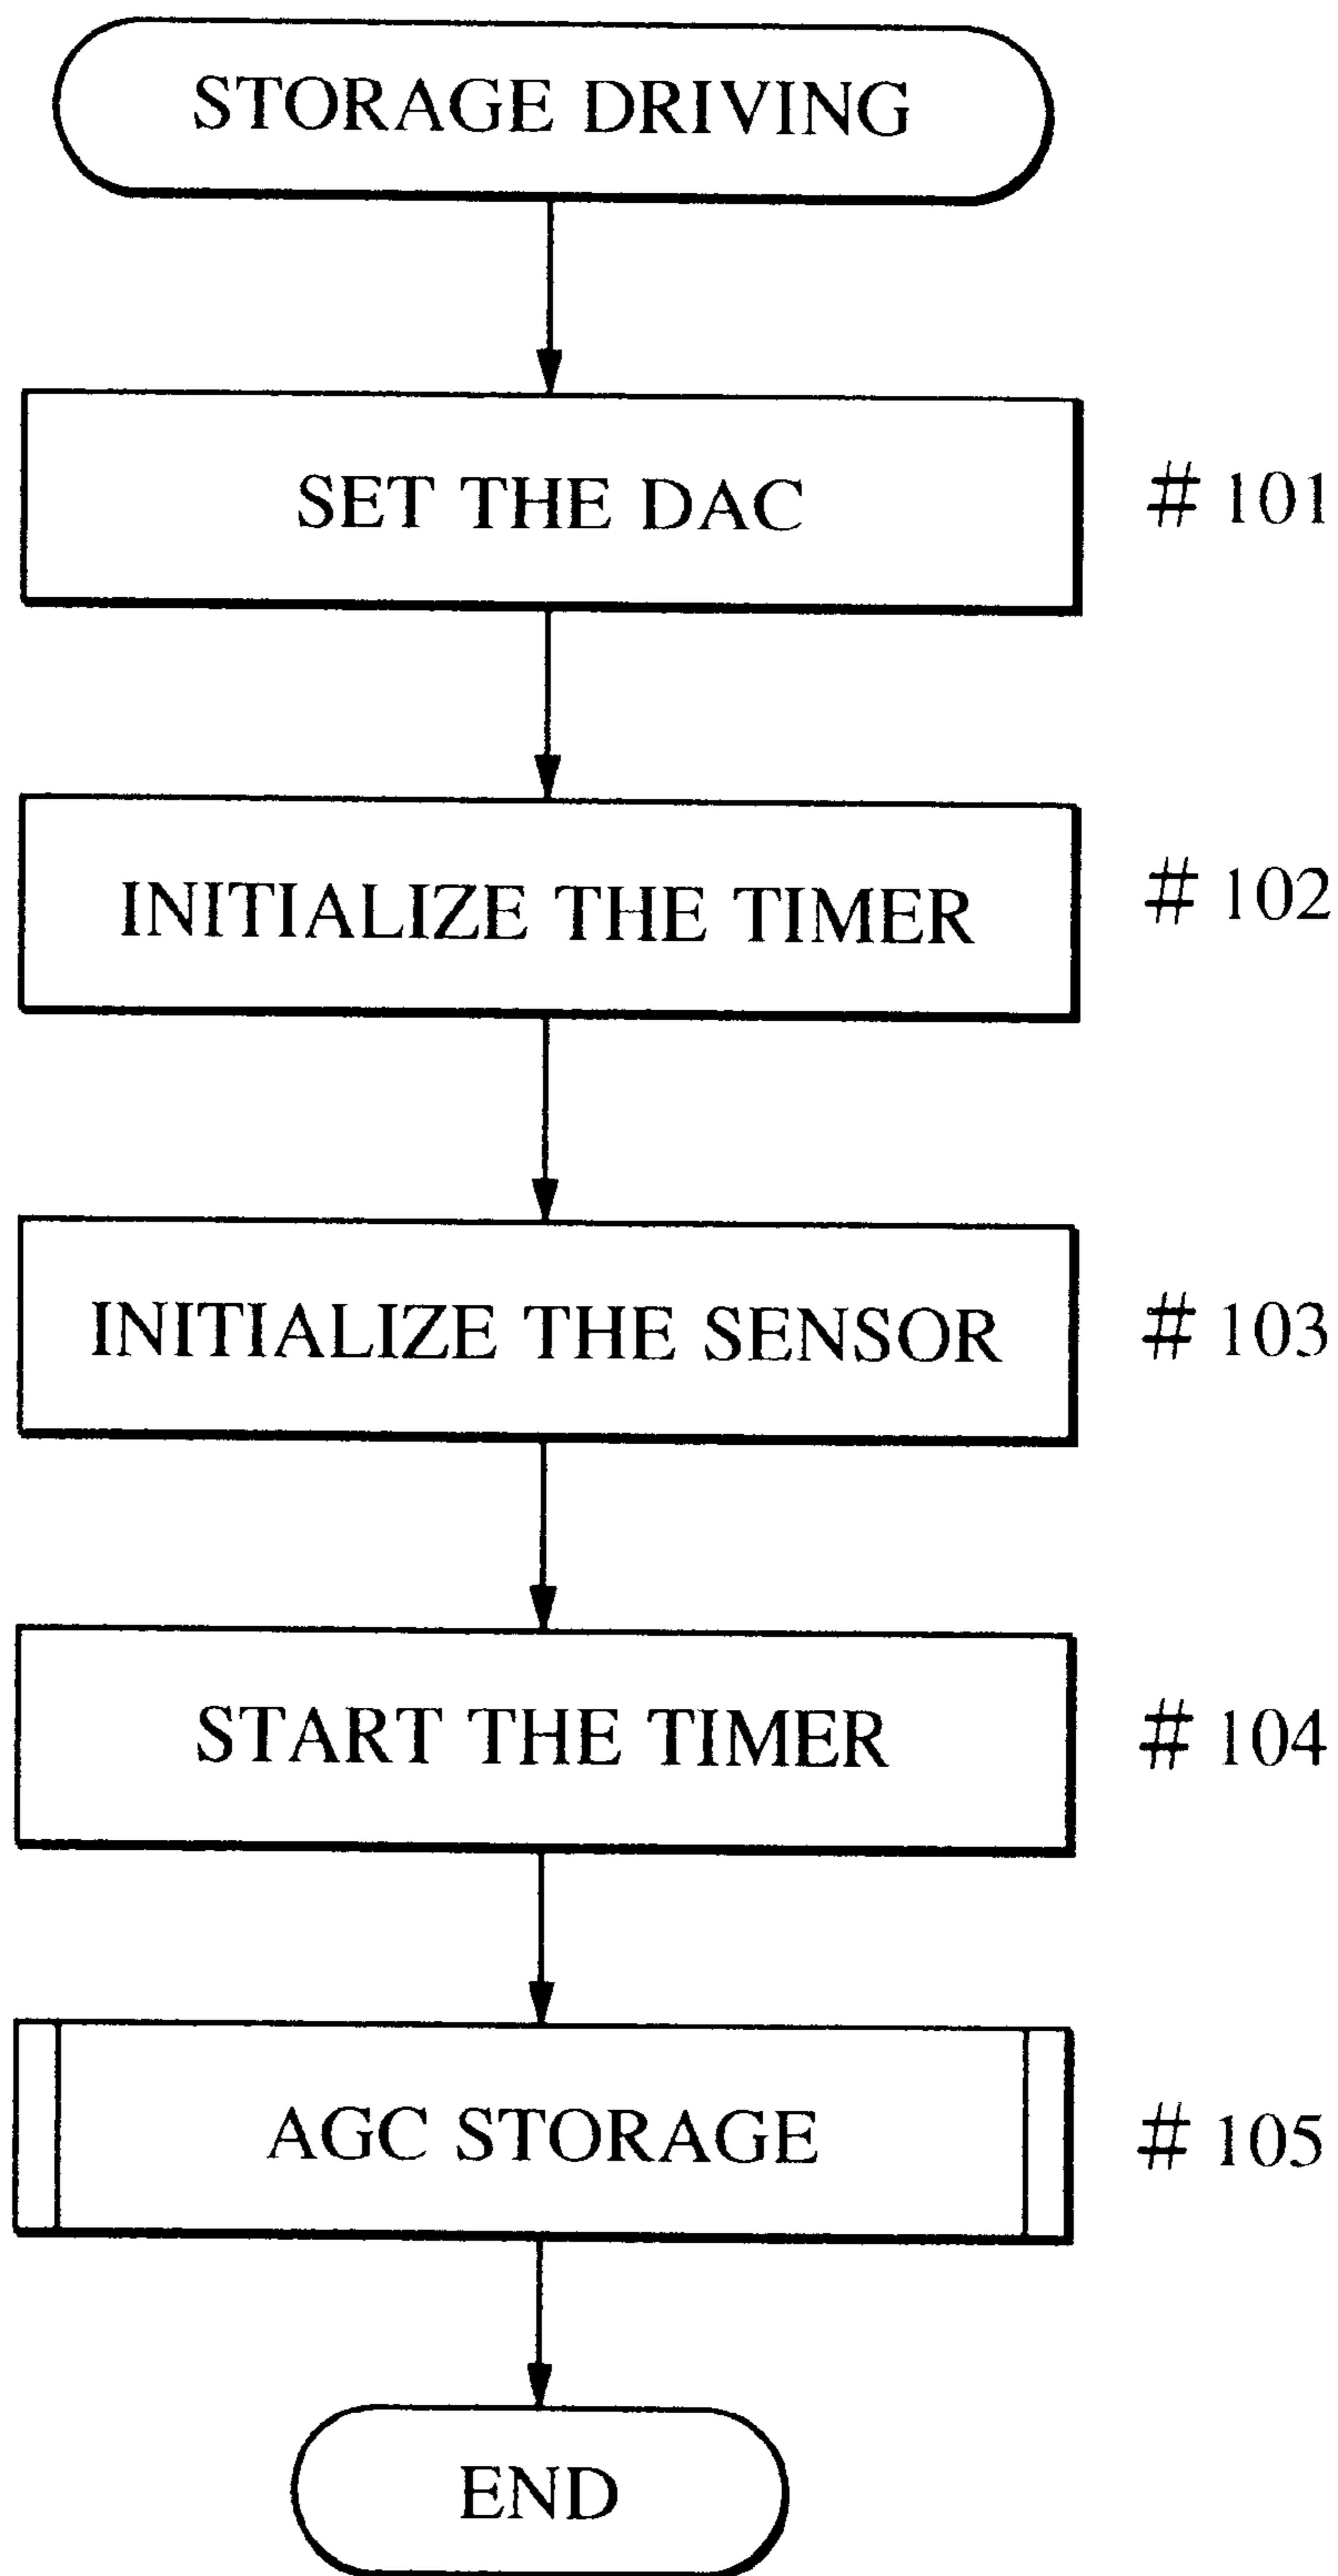 STORAGE DRIVING
SET THE DAC
# 101
INITIALIZE THE TIMER
# 102
INITIALIZE THE SENSOR
# 103
START THE TIMER
# 104
AGC STORAGE
# 105
END